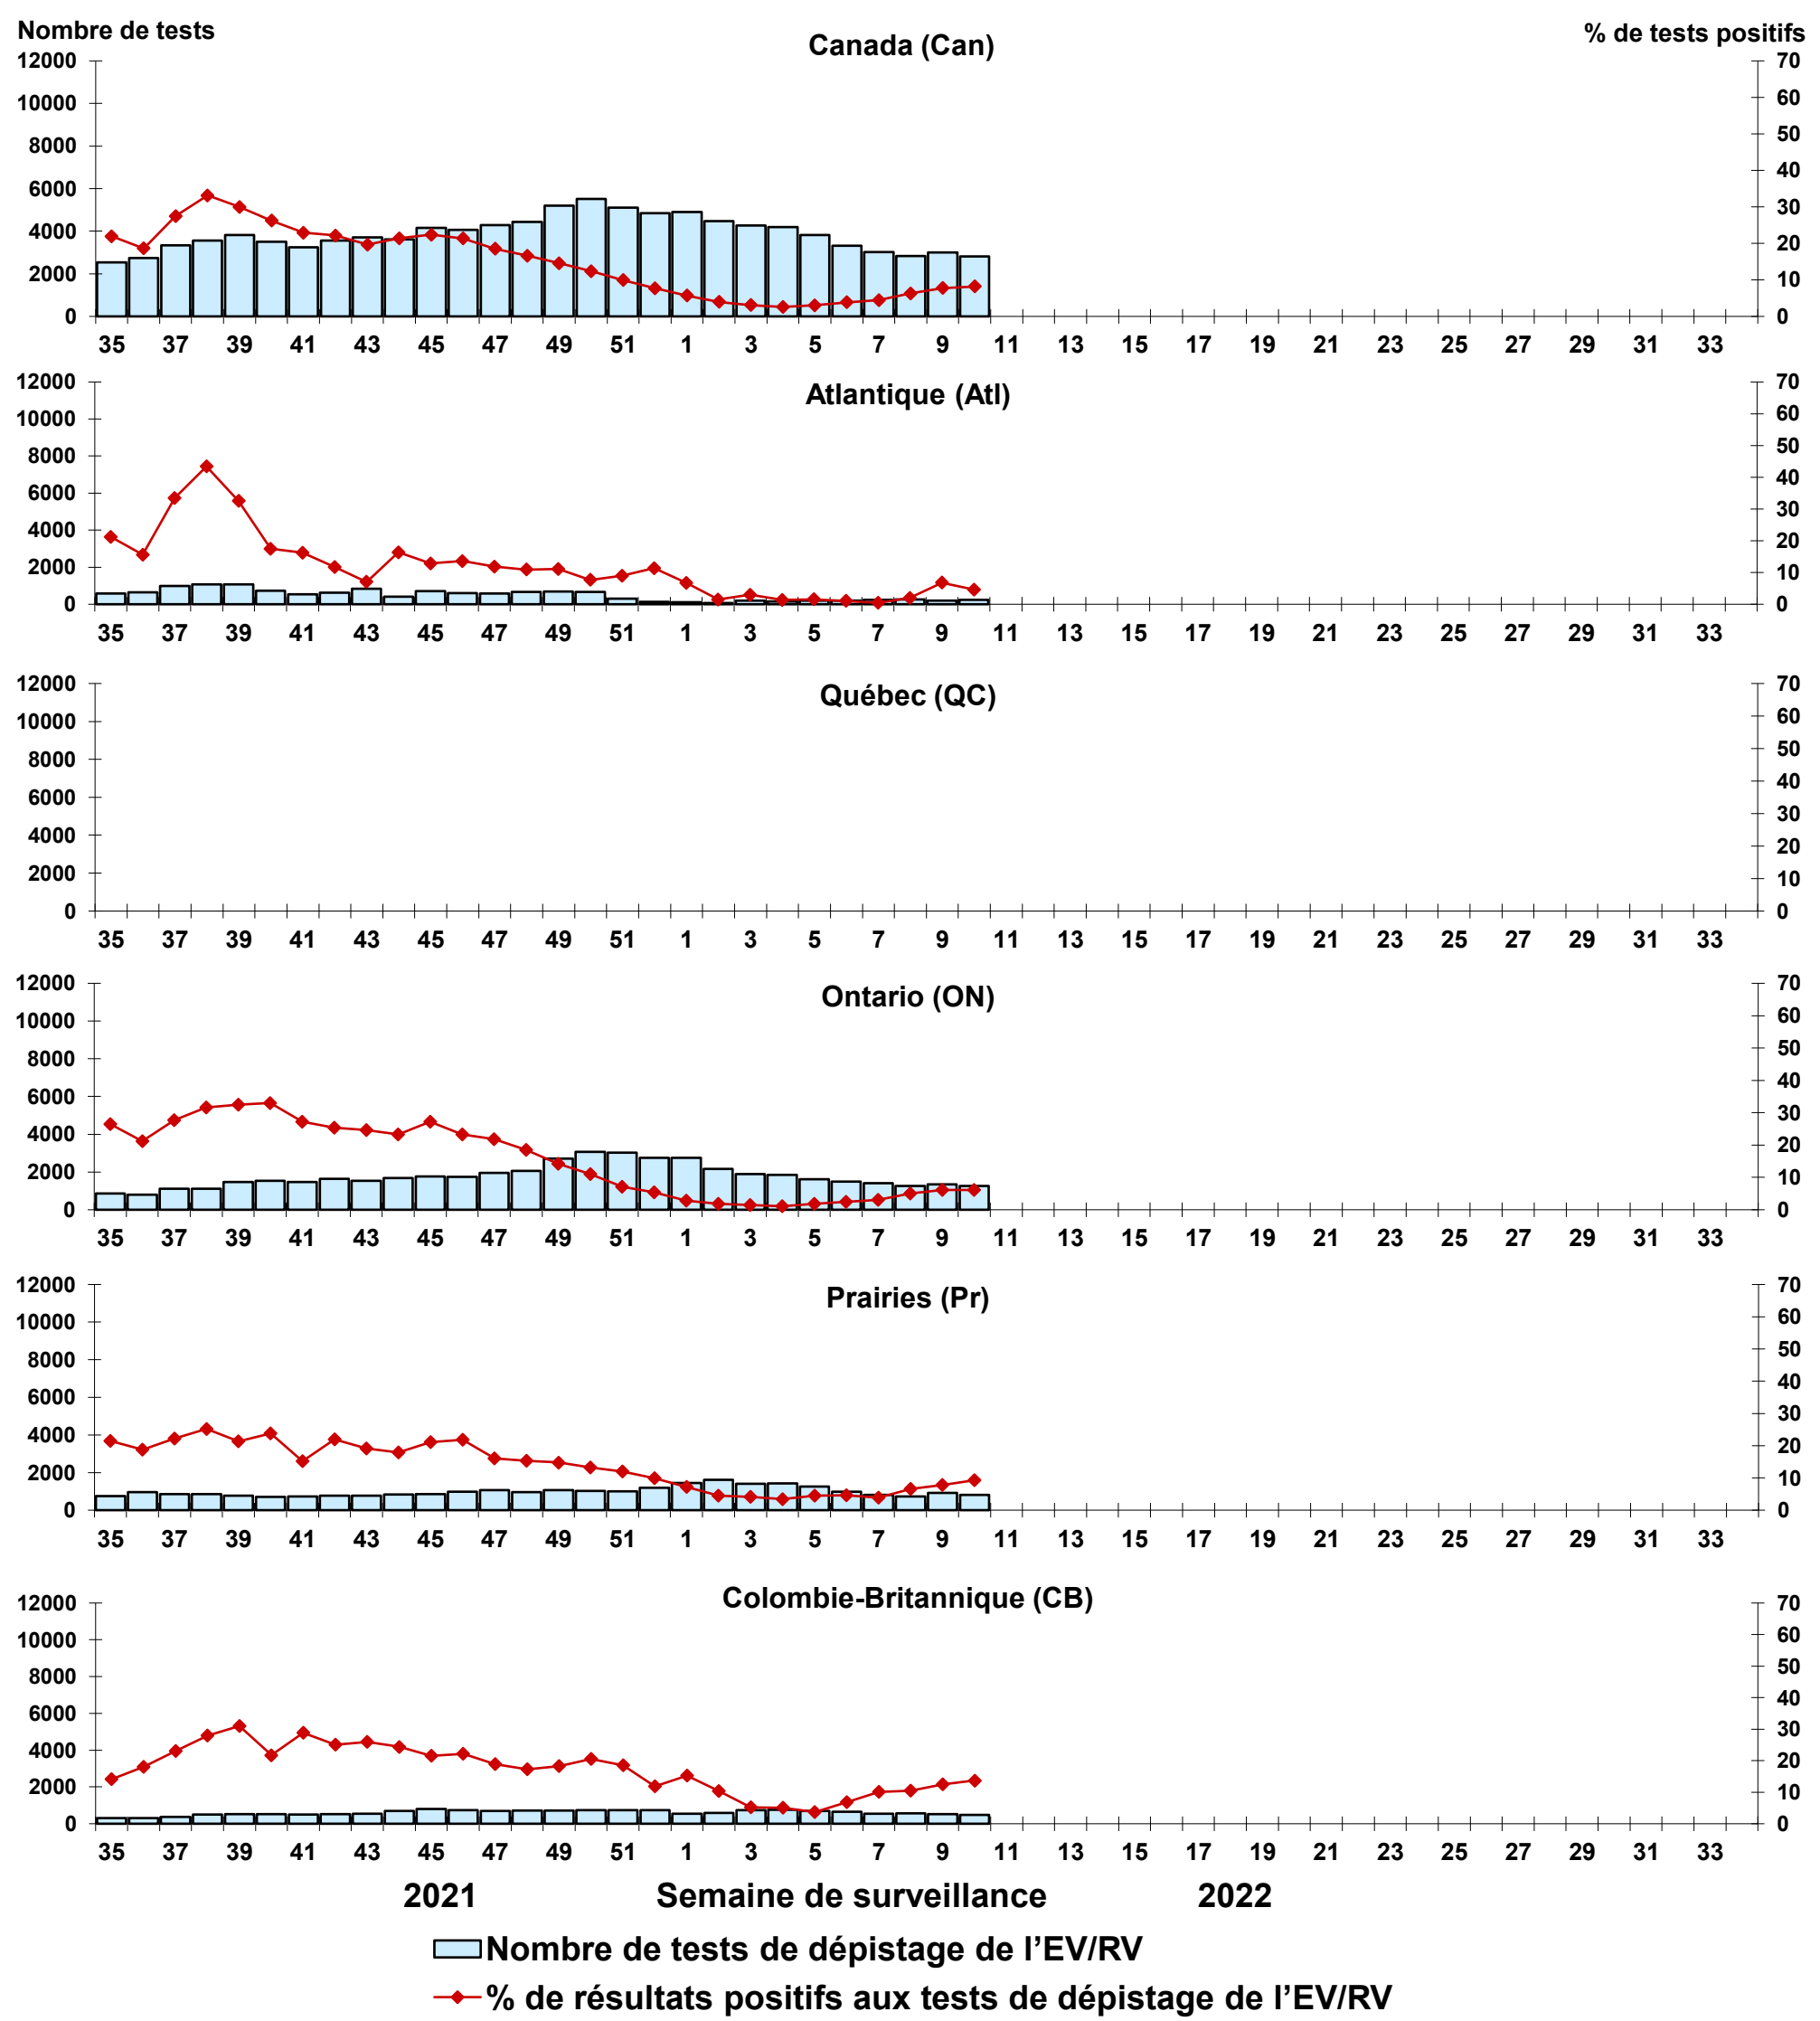 Nombre de tests
Canada (Can)
% de tests positifs
12000 70
10000 60
8000 50
6000 40
4000 30
2000 20
0 10
0
35 37 39 41 43 45 47 49 51 1 3 5 7 9 11 13 15 17 19 21 23 25 27 29 31 33
Atlantique (Atl)
12000 70
10000 60
8000 50
6000 40
4000 30
2000 20
0 10
0
35 37 39 41 43 45 47 49 51 1 3 5 7 9 11 13 15 17 19 21 23 25 27 29 31 33
Québec (QC)
12000 70
10000 60
8000 50
6000 40
4000 30
2000 20
0 10
0
35 37 39 41 43 45 47 49 51 1 3 5 7 9 11 13 15 17 19 21 23 25 27 29 31 33
Ontario (ON)
12000 70
10000 60
8000 50
6000 40
4000 30
2000 20
0 10
0
35 37 39 41 43 45 47 49 51 1 3 5 7 9 11 13 15 17 19 21 23 25 27 29 31 33
Prairies (Pr)
12000 70
10000 60
8000 50
6000 40
4000 30
2000 20
0 10
0
35 37 39 41 43 45 47 49 51 1 3 5 7 9 11 13 15 17 19 21 23 25 27 29 31 33
Colombie-Britannique (CB)
12000 70
10000 60
8000 50
6000 40
4000 30
2000 20
0 10
0
35 37 39 41 43 45 47 49 51 1 3 5 7 9 11 13 15 17 19 21 23 25 27 29 31 33
2021 Semaine de surveillance 2022
Nombre de tests de dépistage de l’EV/RV
% de résultats positifs aux tests de dépistage de l’EV/RV